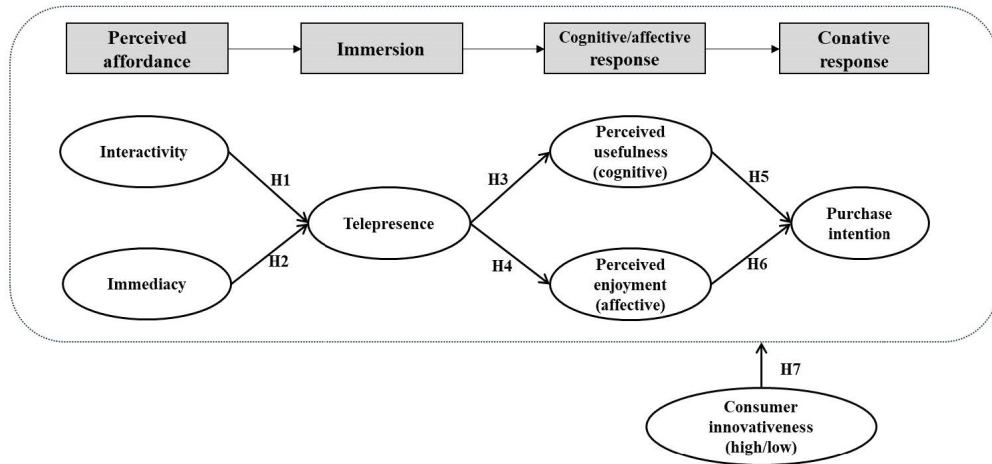 Perceived
affordance
Immersion
Cognitive/affective
response
Conative
response
Interactivity
Immediacy
H1
H2
Telepresence
H3
H4
Perceived
usefulness
(cognitive)
Perceived
enjoyment
(affective)
H5
H6
Purchase
intention
H7
Consumer
innovativeness
(high/low)